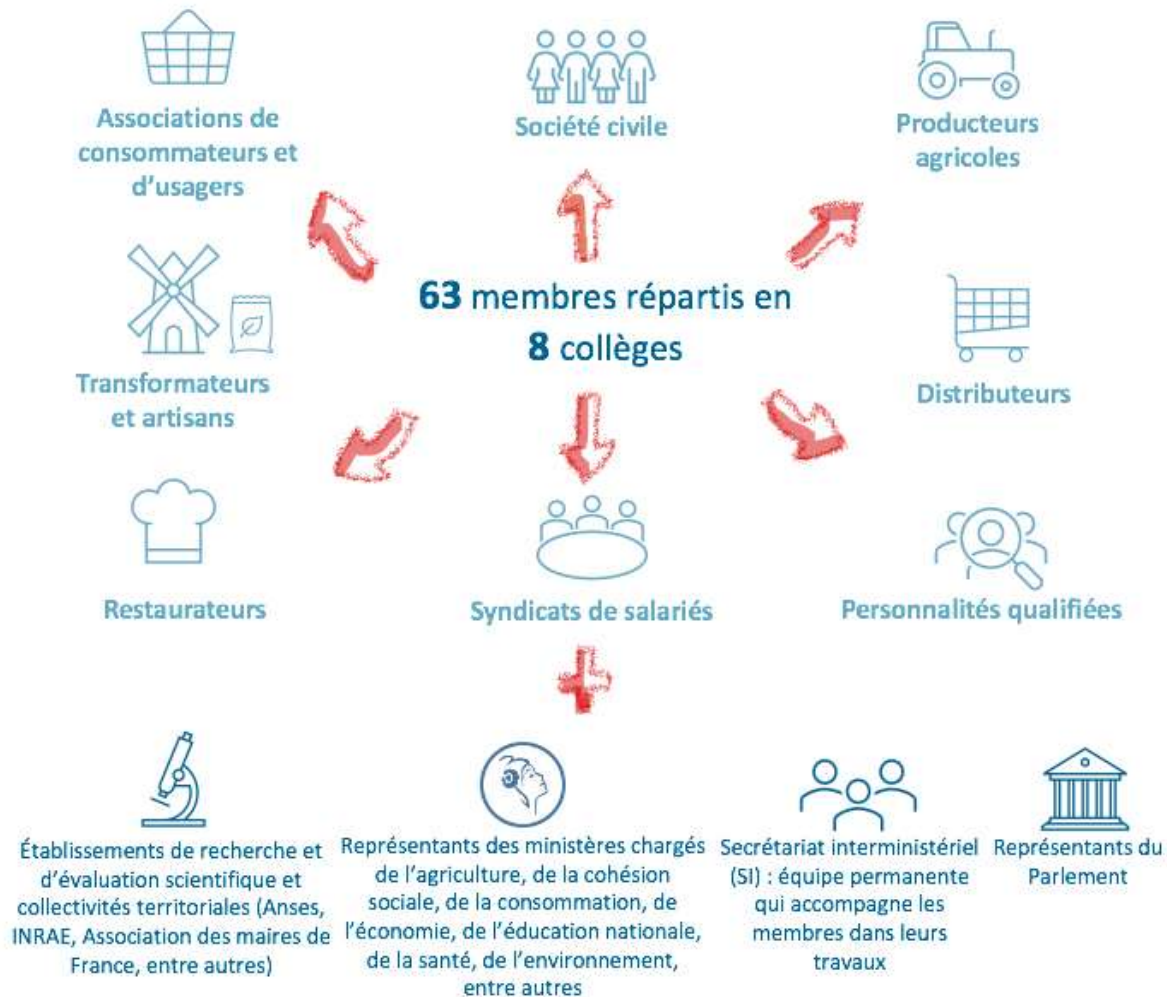 Associations de
consommateurs et
d'usagers
Société civile
Producteurs
agricoles
63 membres répartis en
8 collèges
Transformateurs
et artisans
Distributeurs
Restaurateurs
Syndicats de salariés
Personnalités qualifiées
Établissements de recherche et
d'évaluation scientifique et
collectivités territoriales (Anses,
INRAE, Association des maires de
France, entre autres)
Représentants des ministères chargés
de l'agriculture, de la cohésion
sociale, de la consommation, de
l'économie, de l'éducation nationale,
de la santé, de l'environnement,
entre autres
Secrétariat interministériel
(SI) : équipe permanente
qui accompagne les
membres dans leurs
travaux
Représentants du
Parlement